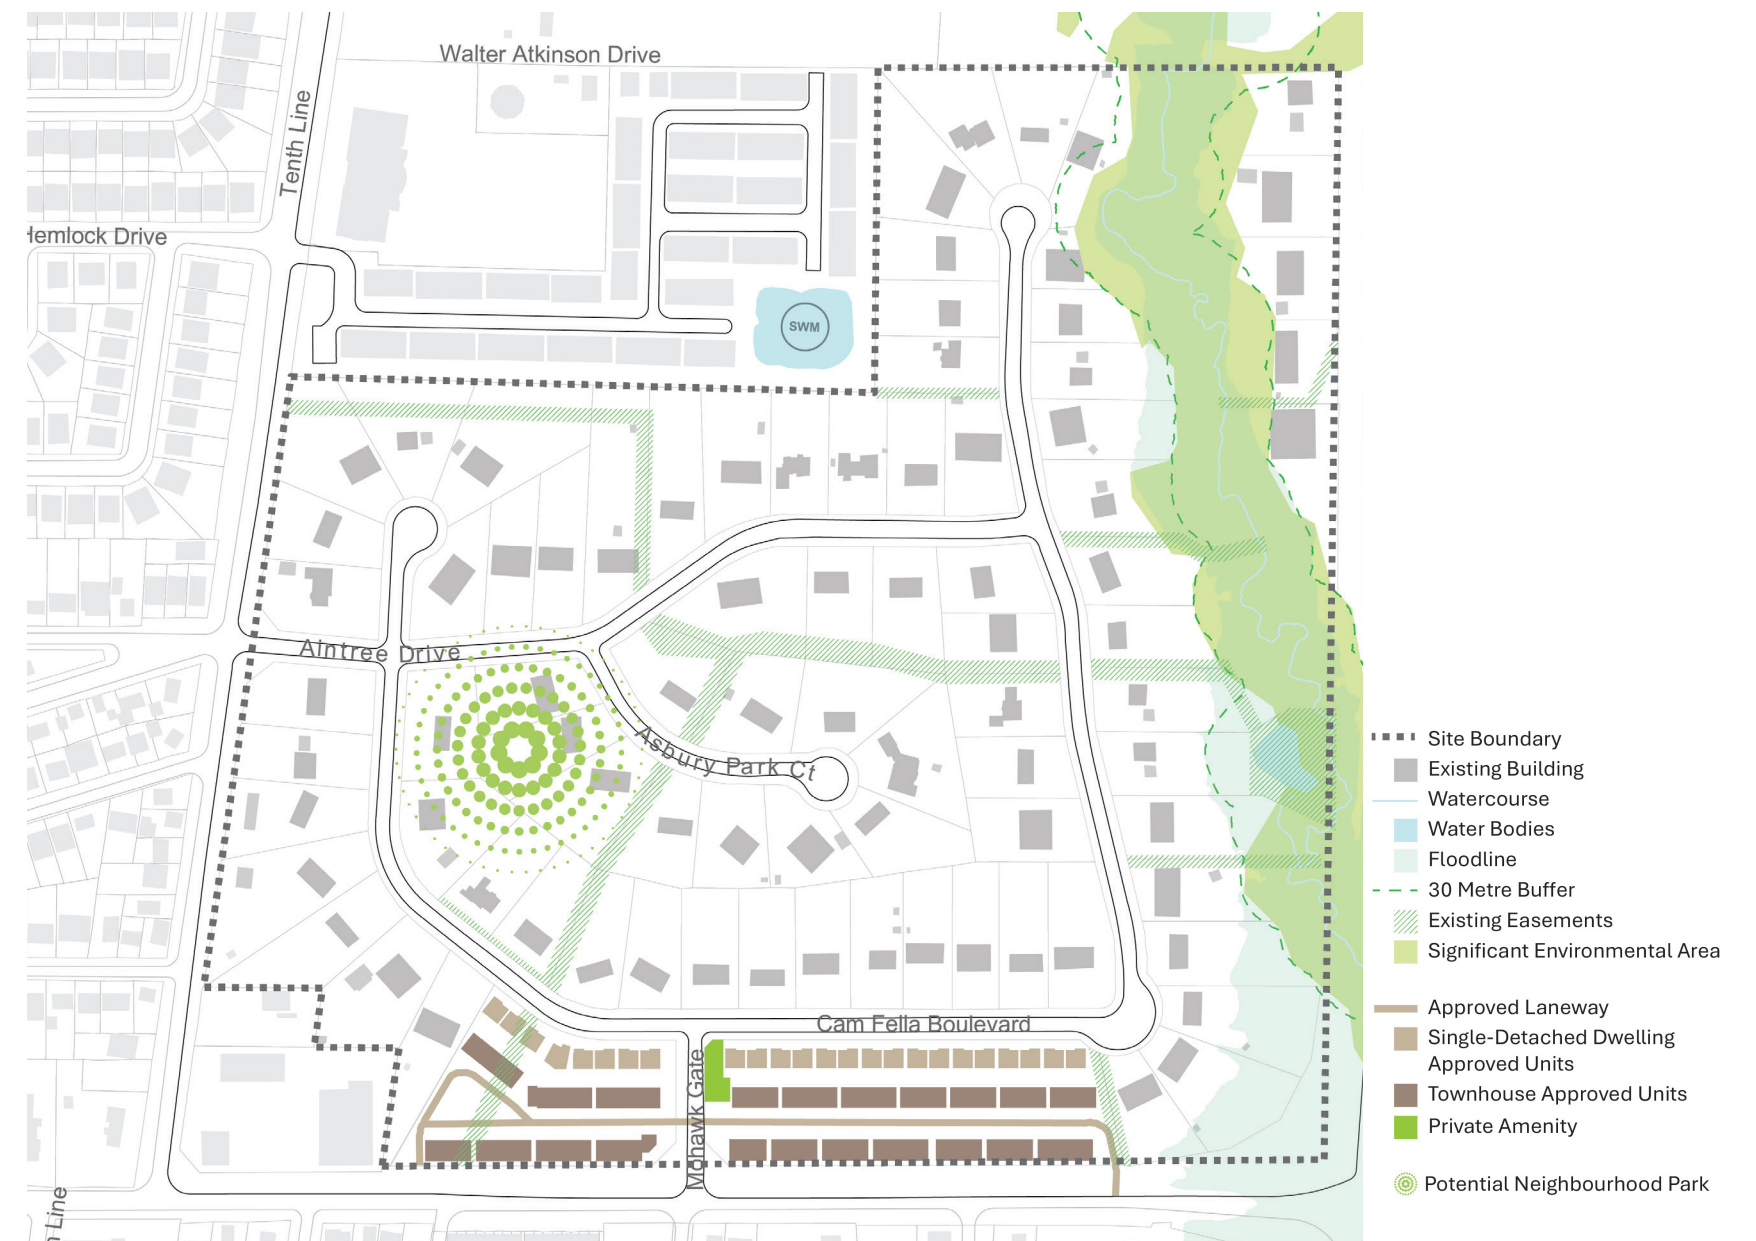 Walter Atkinson Drive
Tenth Line
Hemlock Drive
SWM
Aintree Drive
Asbury Park Ct
Cam Fella Boulevard
Mohawk Gate
Line
Site Boundary
Existing Building
Watercourse
Water Bodies
Floodline
30 Metre Buffer
Existing Easements
Significant Environmental Area
Approved Laneway
Single-Detached Dwelling
Approved Units
Townhouse Approved Units
Private Amenity
Potential Neighbourhood Park